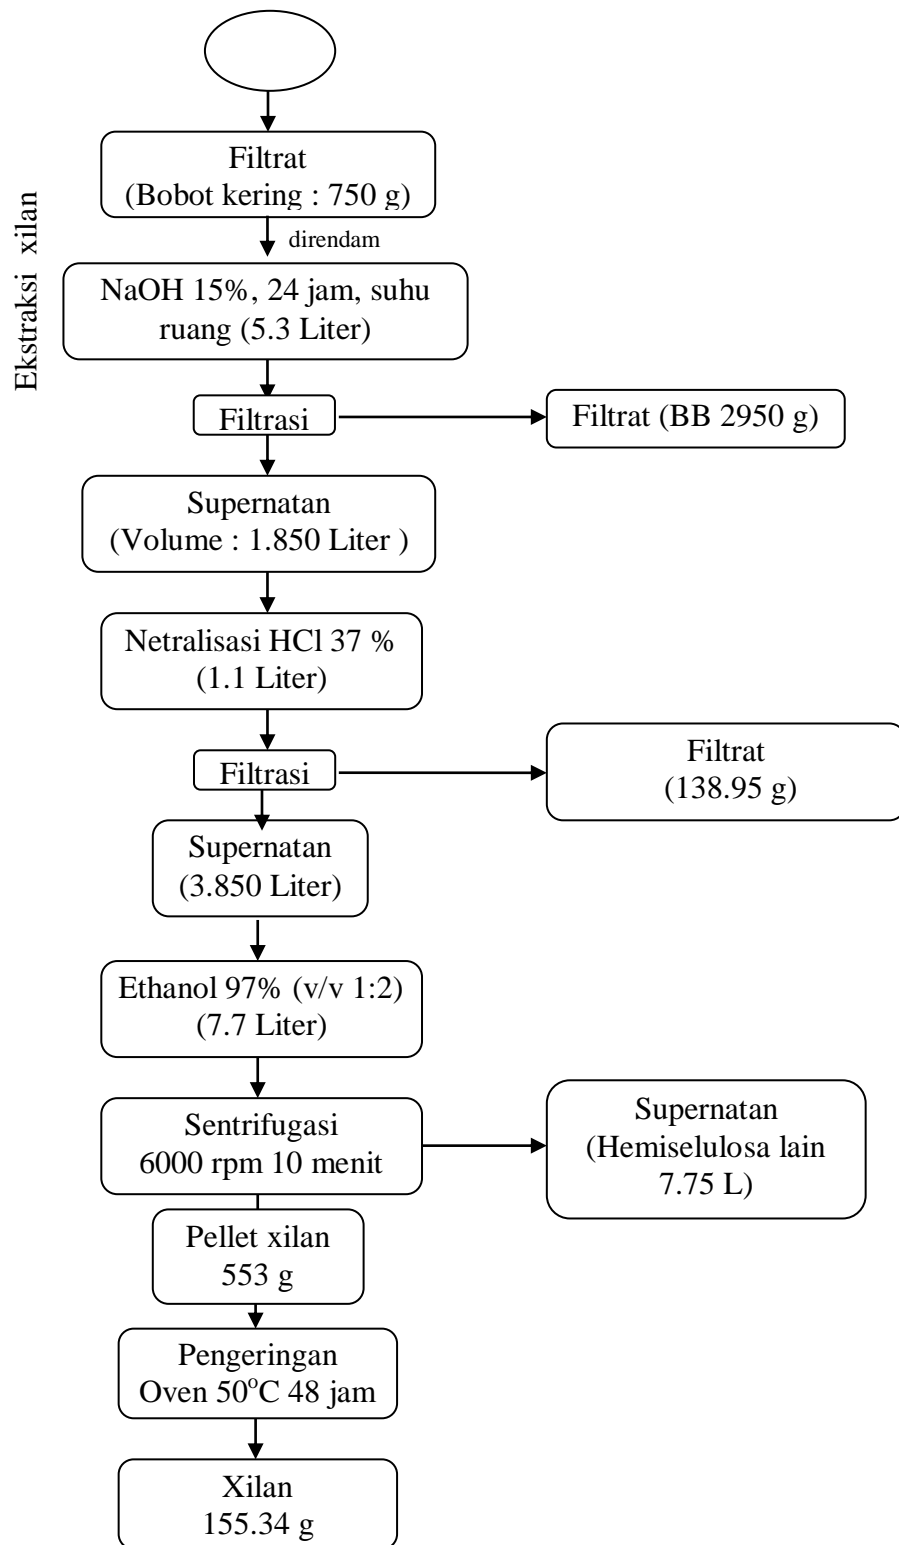 Ekstraksi xilan
Filtrat
(Bobot kering : 750 g)
direndam
NaOH 15%, 24 jam, suhu
ruang (5.3 Liter)
Filtrasi
Filtrat (BB 2950 g)
Supernatan
(Volume : 1.850 Liter )
Netralisasi HCl 37 %
(1.1 Liter)
Filtrasi
Filtrat
(138.95 g)
Supernatan
(3.850 Liter)
Ethanol 97% (v/v 1:2)
(7.7 Liter)
Sentrifugasi
6000 rpm 10 menit
Supernatan
(Hemiselulosa lain
7.75 L)
Pellet xilan
553 g
Pengeringan
Oven 50°C 48 jam
Xilan
155.34 g